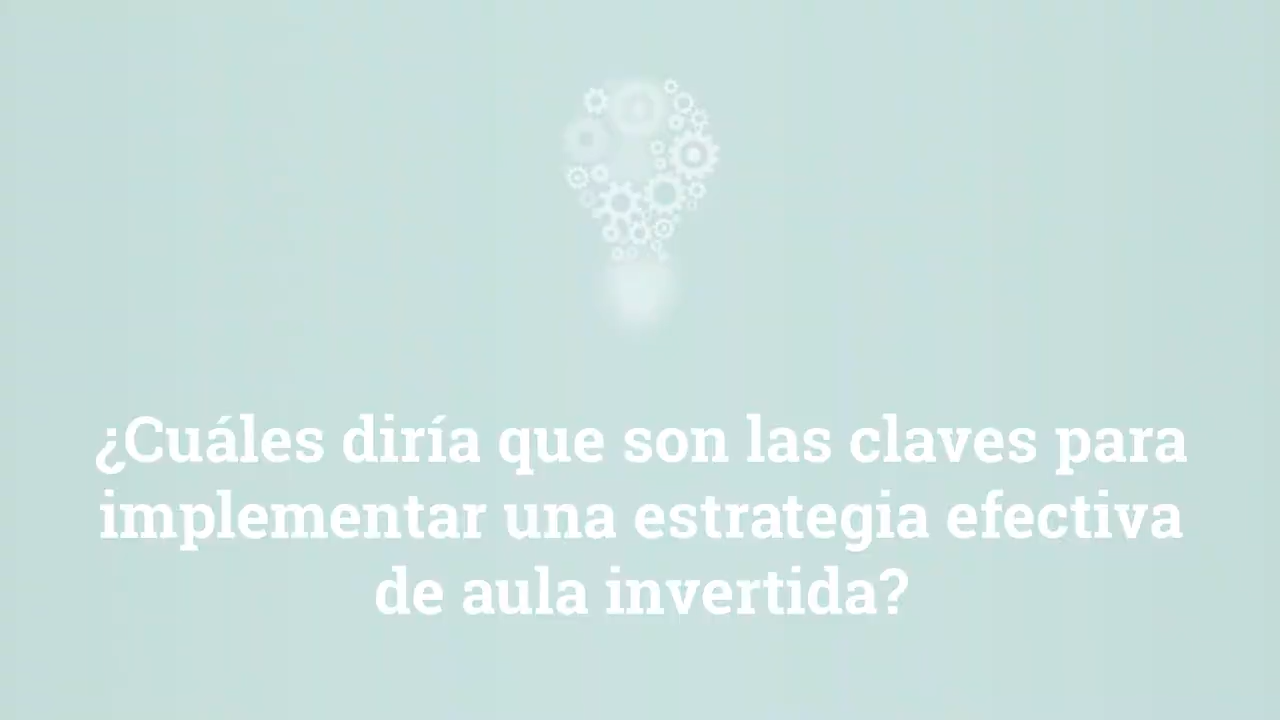 ¿Cuáles diría que son las claves para
implementar una estrategia efectiva
de aula invertida?